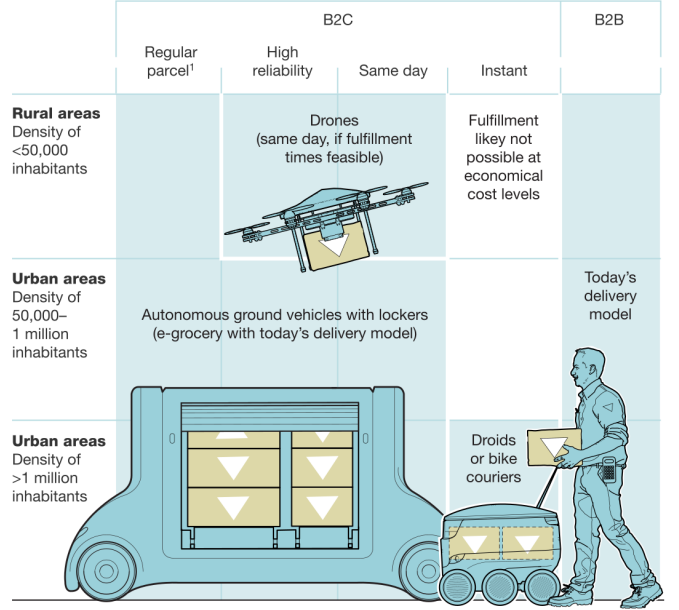 B2C
B2B
Regular
parcel¹
High
reliability
Same day
Instant
Rural areas
Density of
<50,000
inhabitants
Drones
(same day, if fulfillment
times feasible)
Fulfillment
likey not
possible at
economical
cost levels
Urban areas
Density of
50,000–
1 million
inhabitants
Autonomous ground vehicles with lockers
(e-grocery with today’s delivery model)
Today’s
delivery
model
Urban areas
Density of
>1 million
inhabitants
Droids
or bike
couriers